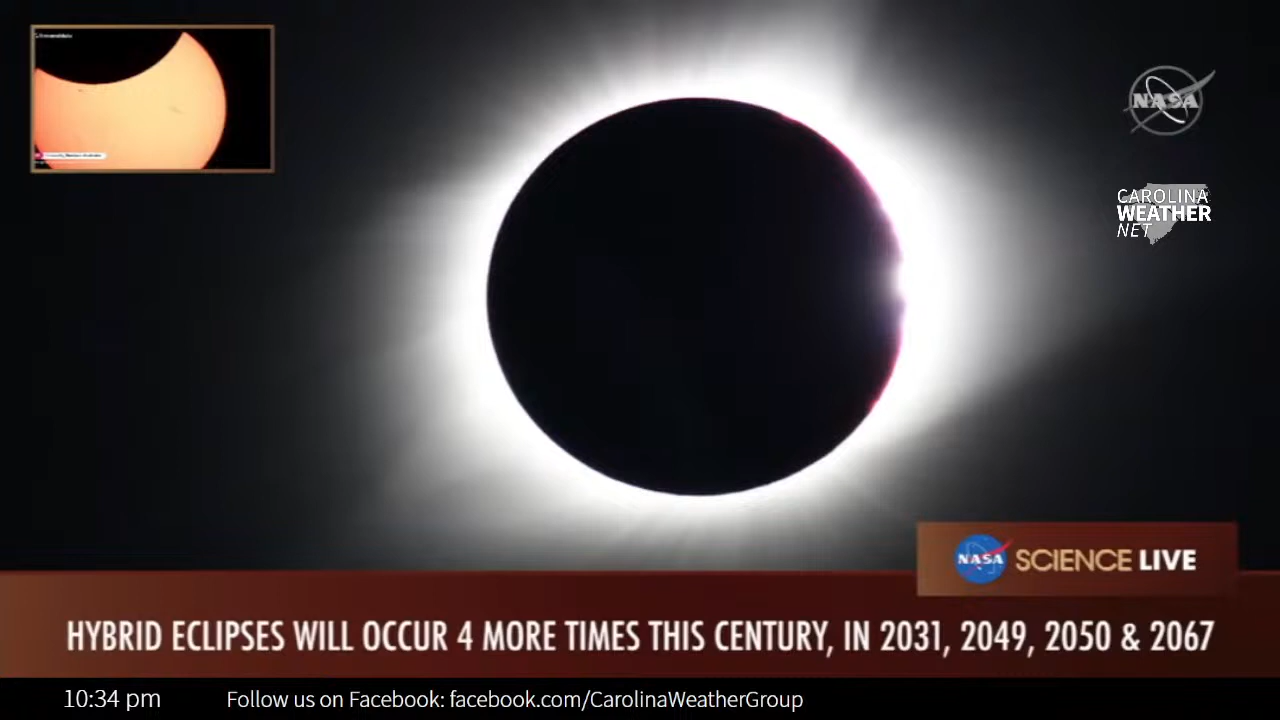 NASA
CAROLINA
WEATHER
NET
NASA SCIENCE LIVE
HYBRID ECLIPSES WILL OCCUR 4 MORE TIMES THIS CENTURY, IN 2031, 2049, 2050 & 2067
10:34 pm Follow us on Facebook: facebook.com/CarolinaWeatherGroup